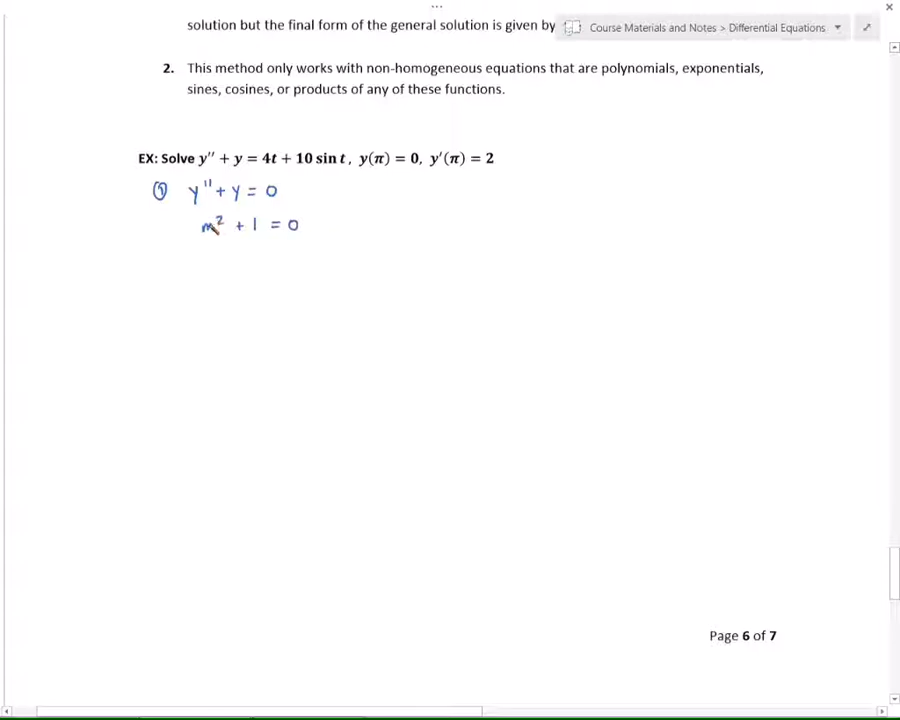 solution but the final form of the general solution is given by
Course Materials and Notes > Differential Equations
2. This method only works with non-homogeneous equations that are polynomials, exponentials,
sines, cosines, or products of any of these functions.
EX: Solve y′′ + y = 4t + 10 sin t, y(π) = 0, y′(π) = 2
① y" + y = 0
m² + 1 = 0
Page 6 of 7